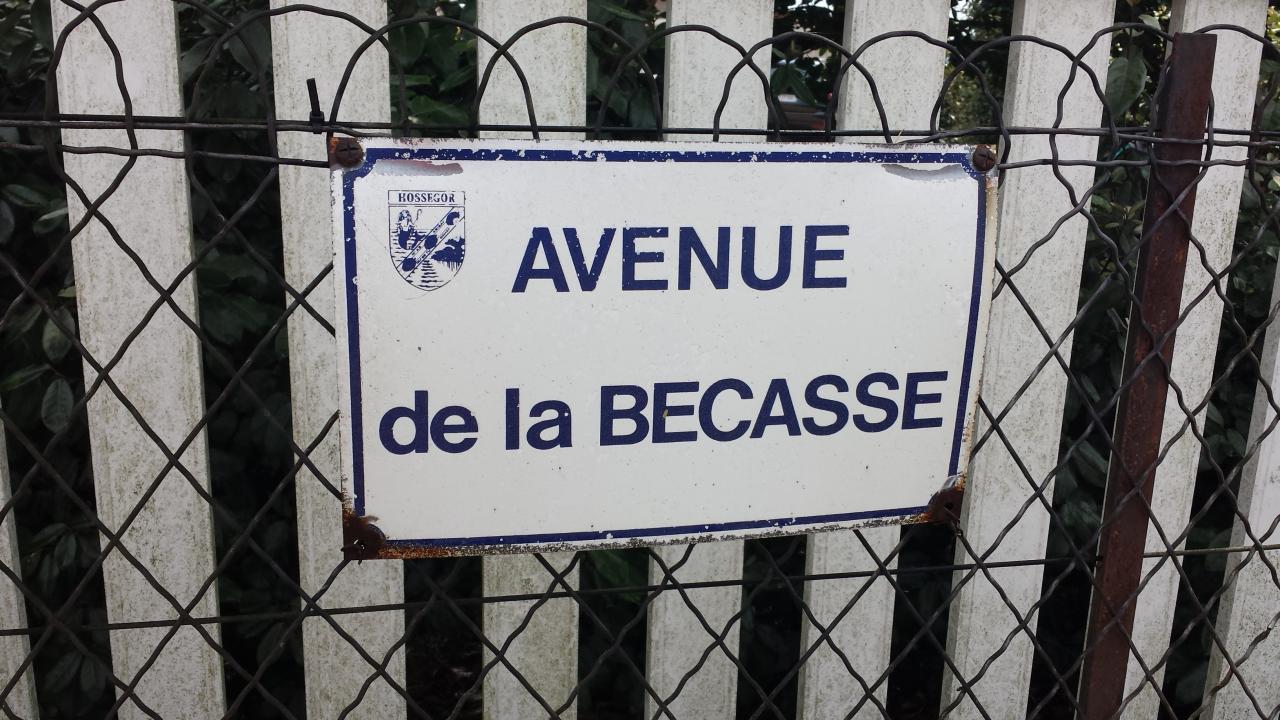 HOSSEGOR
AVENUE
de la BECASSE